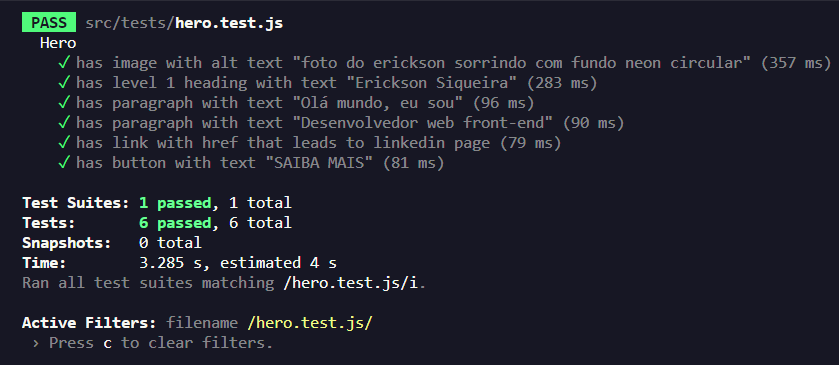 PASS src/tests/hero.test.js
Hero
✓ has image with alt text "foto do erickson sorrindo com fundo neon circular" (357 ms)
✓ has level 1 heading with text "Erickson Siqueira" (283 ms)
✓ has paragraph with text "Olá mundo, eu sou" (96 ms)
✓ has paragraph with text "Desenvolvedor web front-end" (90 ms)
✓ has link with href that leads to linkedin page (79 ms)
✓ has button with text "SAIBA MAIS" (81 ms)
Test Suites: 1 passed, 1 total
Tests: 6 passed, 6 total
Snapshots: 0 total
Time: 3.285 s, estimated 4 s
Ran all test suites matching /hero.test.js/i.
Active Filters: filename /hero.test.js/
› Press c to clear filters.